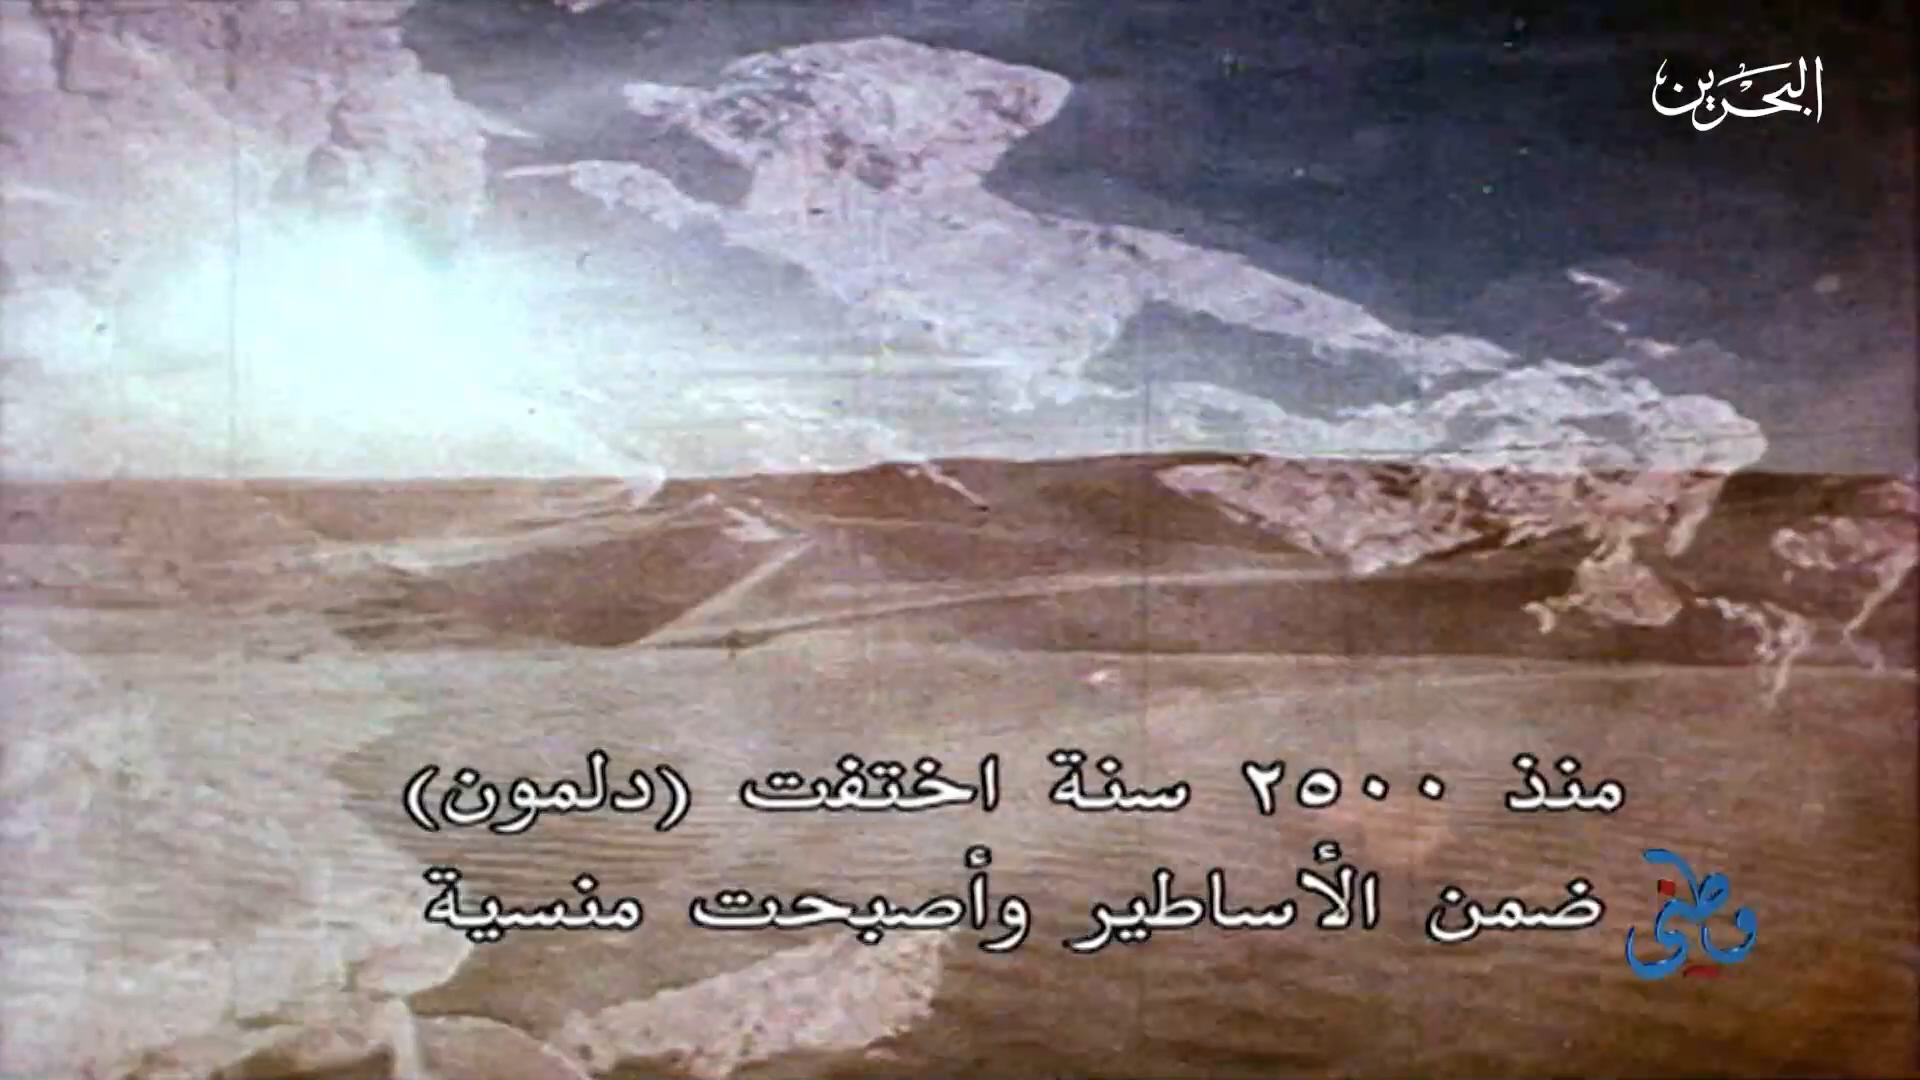 البحرين
منذ ٢٥٠٠ سنة اختفت (دلمون)
ضمن الأساطير وأصبحت منسية
وطني